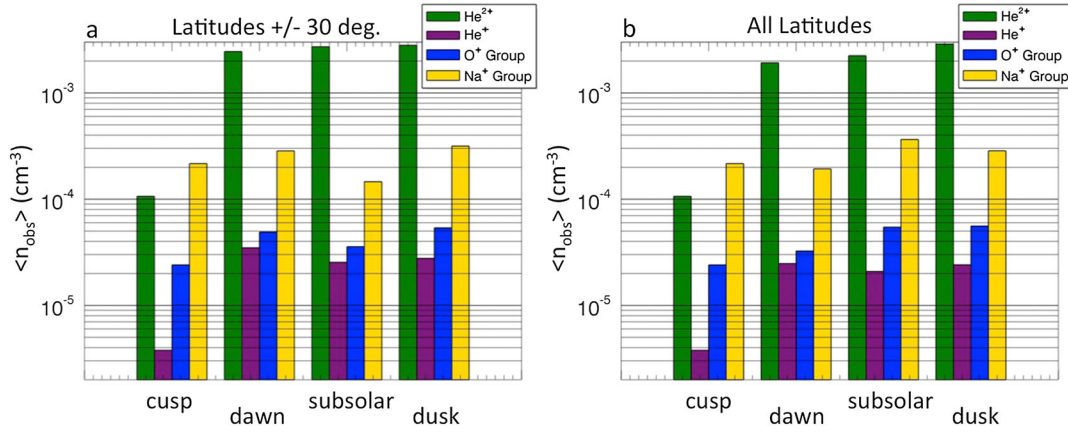 a
Latitudes +/- 30 deg.
He²⁺
He⁺
O⁺ Group
Na⁺ Group
<n_obs> (cm⁻³)
10⁻³
10⁻⁴
10⁻⁵
cusp
dawn
subsolar
dusk
b
All Latitudes
He²⁺
He⁺
O⁺ Group
Na⁺ Group
<n_obs> (cm⁻³)
10⁻³
10⁻⁴
10⁻⁵
cusp
dawn
subsolar
dusk